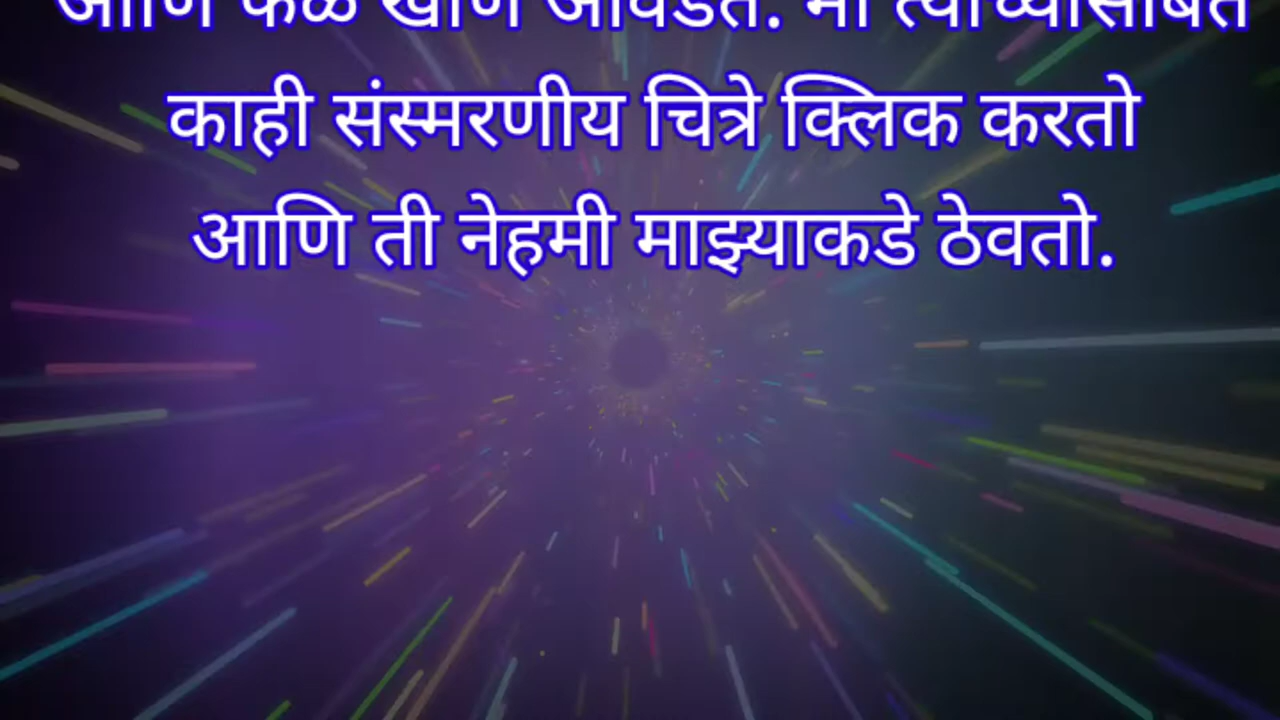 आणि फळे खाणे आवडते. मी त्याच्यासोबत
काही संस्मरणीय चित्रे क्लिक करतो
आणि ती नेहमी माझ्याकडे ठेवतो.